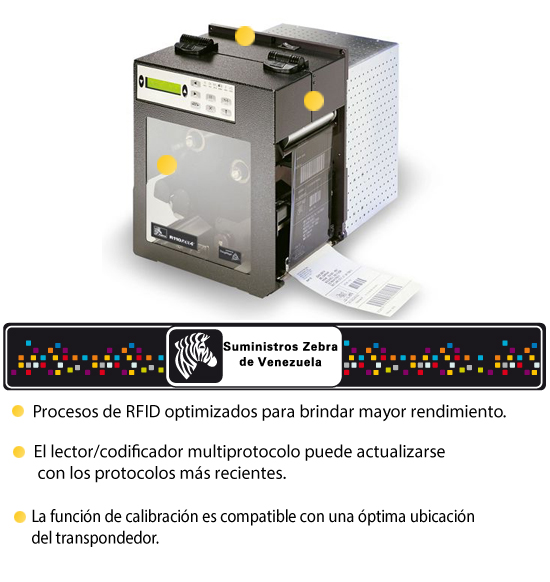 Suministros Zebra
de Venezuela
Procesos de RFID optimizados para brindar mayor rendimiento.
El lector/codificador multiprotocolo puede actualizarse
con los protocolos más recientes.
La función de calibración es compatible con una óptima ubicación
del transpondedor.